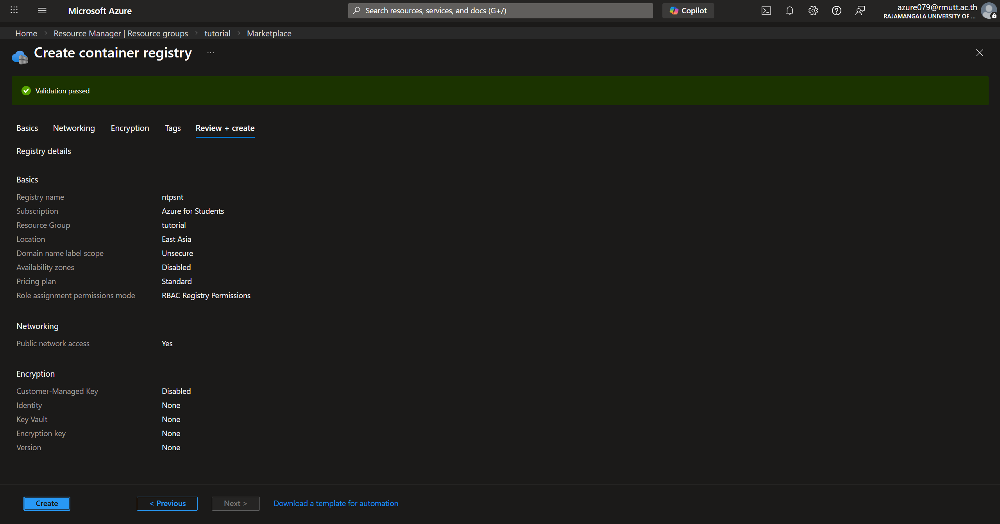 Microsoft Azure
Search resources, services, and docs (G+/)
Copilot
azure079@rmutt.ac.th
RAJAMANGALA UNIVERSITY OF ...
Home > Resource Manager | Resource groups > tutorial > Marketplace
Create container registry ...
Validation passed
Basics Networking Encryption Tags Review + create
Registry details
Basics
Registry name ntpsnt
Subscription Azure for Students
Resource Group tutorial
Location East Asia
Domain name label scope Unsecure
Availability zones Disabled
Pricing plan Standard
Role assignment permissions mode RBAC Registry Permissions
Networking
Public network access Yes
Encryption
Customer-Managed Key Disabled
Identity None
Key Vault None
Encryption key None
Version None
Create < Previous Next > Download a template for automation